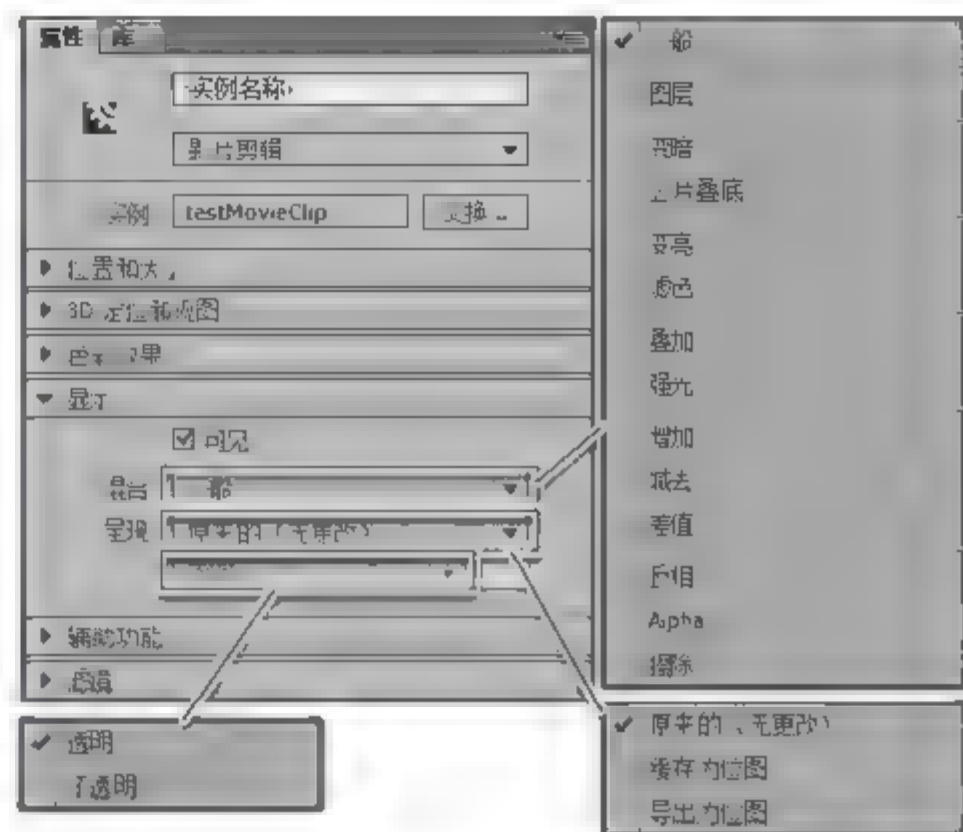 属性 库
<实例名称>
影片剪辑
实例 testMovieClip 交换...
位置和大小
3D 定位和视图
色彩效果
显示
可见
混合 一般
呈现 原来的（无更改）
辅助功能
滤镜
透明
不透明
一般
图层
变暗
正片叠底
变亮
滤色
叠加
强光
增加
减去
差值
反相
Alpha
擦除
原来的（无更改）
缓存为位图
导出为位图